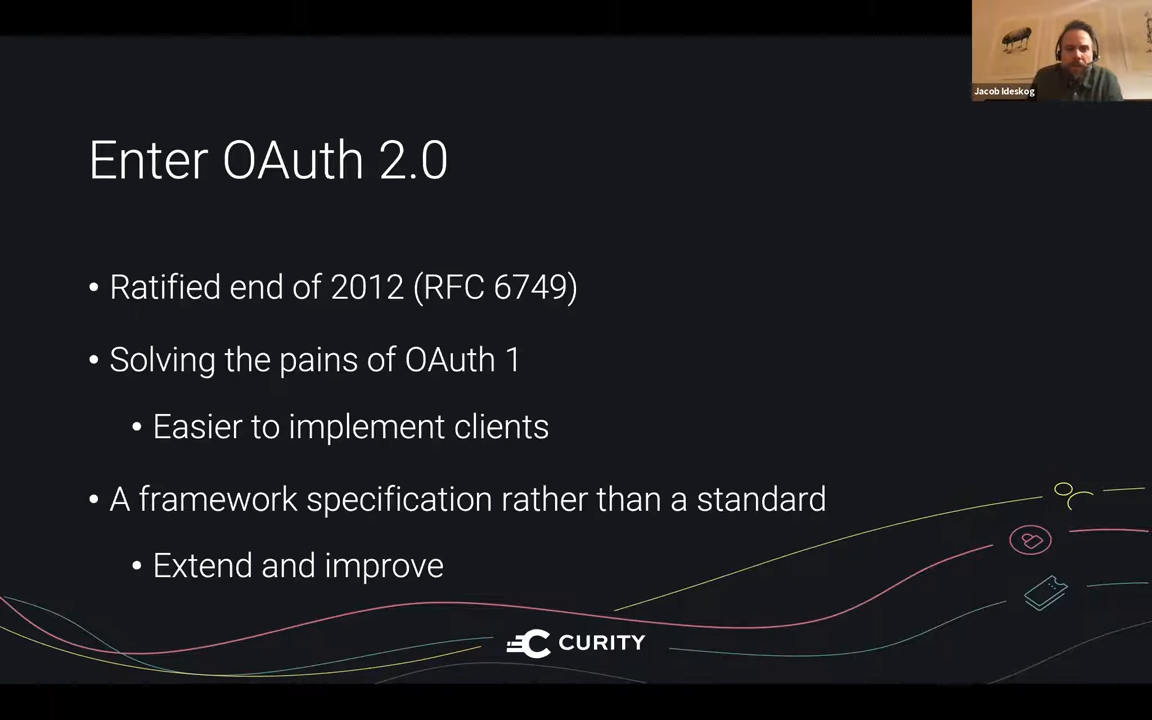 Jacob Ideskog
Enter OAuth 2.0
• Ratified end of 2012 (RFC 6749)
• Solving the pains of OAuth 1
• Easier to implement clients
• A framework specification rather than a standard
• Extend and improve
CURITY